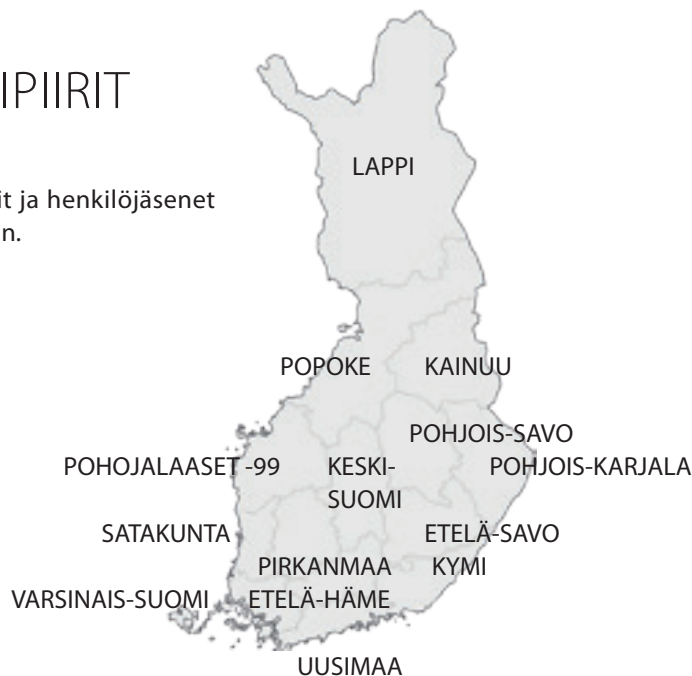 IPIIRIT
it ja henkilöjäsenet
n.
LAPPI
POPOKE KAINUU
POHJOIS-SAVO
POHOJALAASET -99 KESKI- POHJOIS-KARJALA
SUOMI
SATAKUNTA ETELÄ-SAVO
PIRKANMAA KYMI
VARSINAIS-SUOMI ETELÄ-HÄME
UUSIMAA